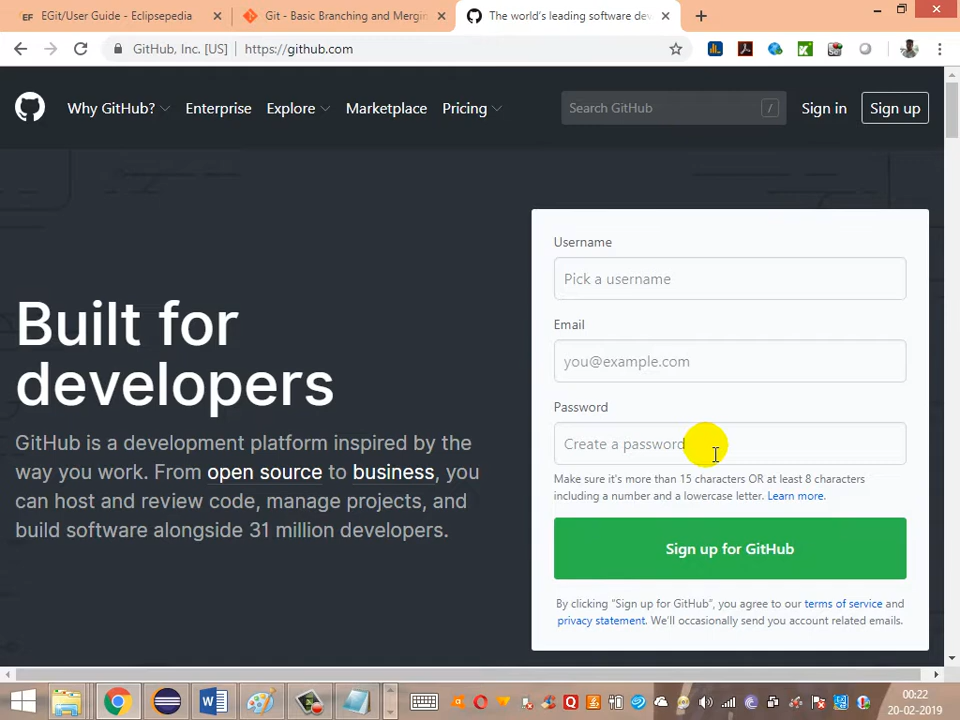 EGit/User Guide - Eclipsepedia
Git - Basic Branching and Mergin
The world's leading software dev
GitHub, Inc. [US] | https://github.com
Why GitHub?
Enterprise
Explore
Marketplace
Pricing
Search GitHub
/
Sign in
Sign up
Built for
developers
GitHub is a development platform inspired by the
way you work. From open source to business, you
can host and review code, manage projects, and
build software alongside 31 million developers.
Username
Pick a username
Email
you@example.com
Password
Create a password
Make sure it's more than 15 characters OR at least 8 characters
including a number and a lowercase letter. Learn more.
Sign up for GitHub
By clicking "Sign up for GitHub", you agree to our terms of service and
privacy statement. We'll occasionally send you account related emails.
00:22
20-02-2019